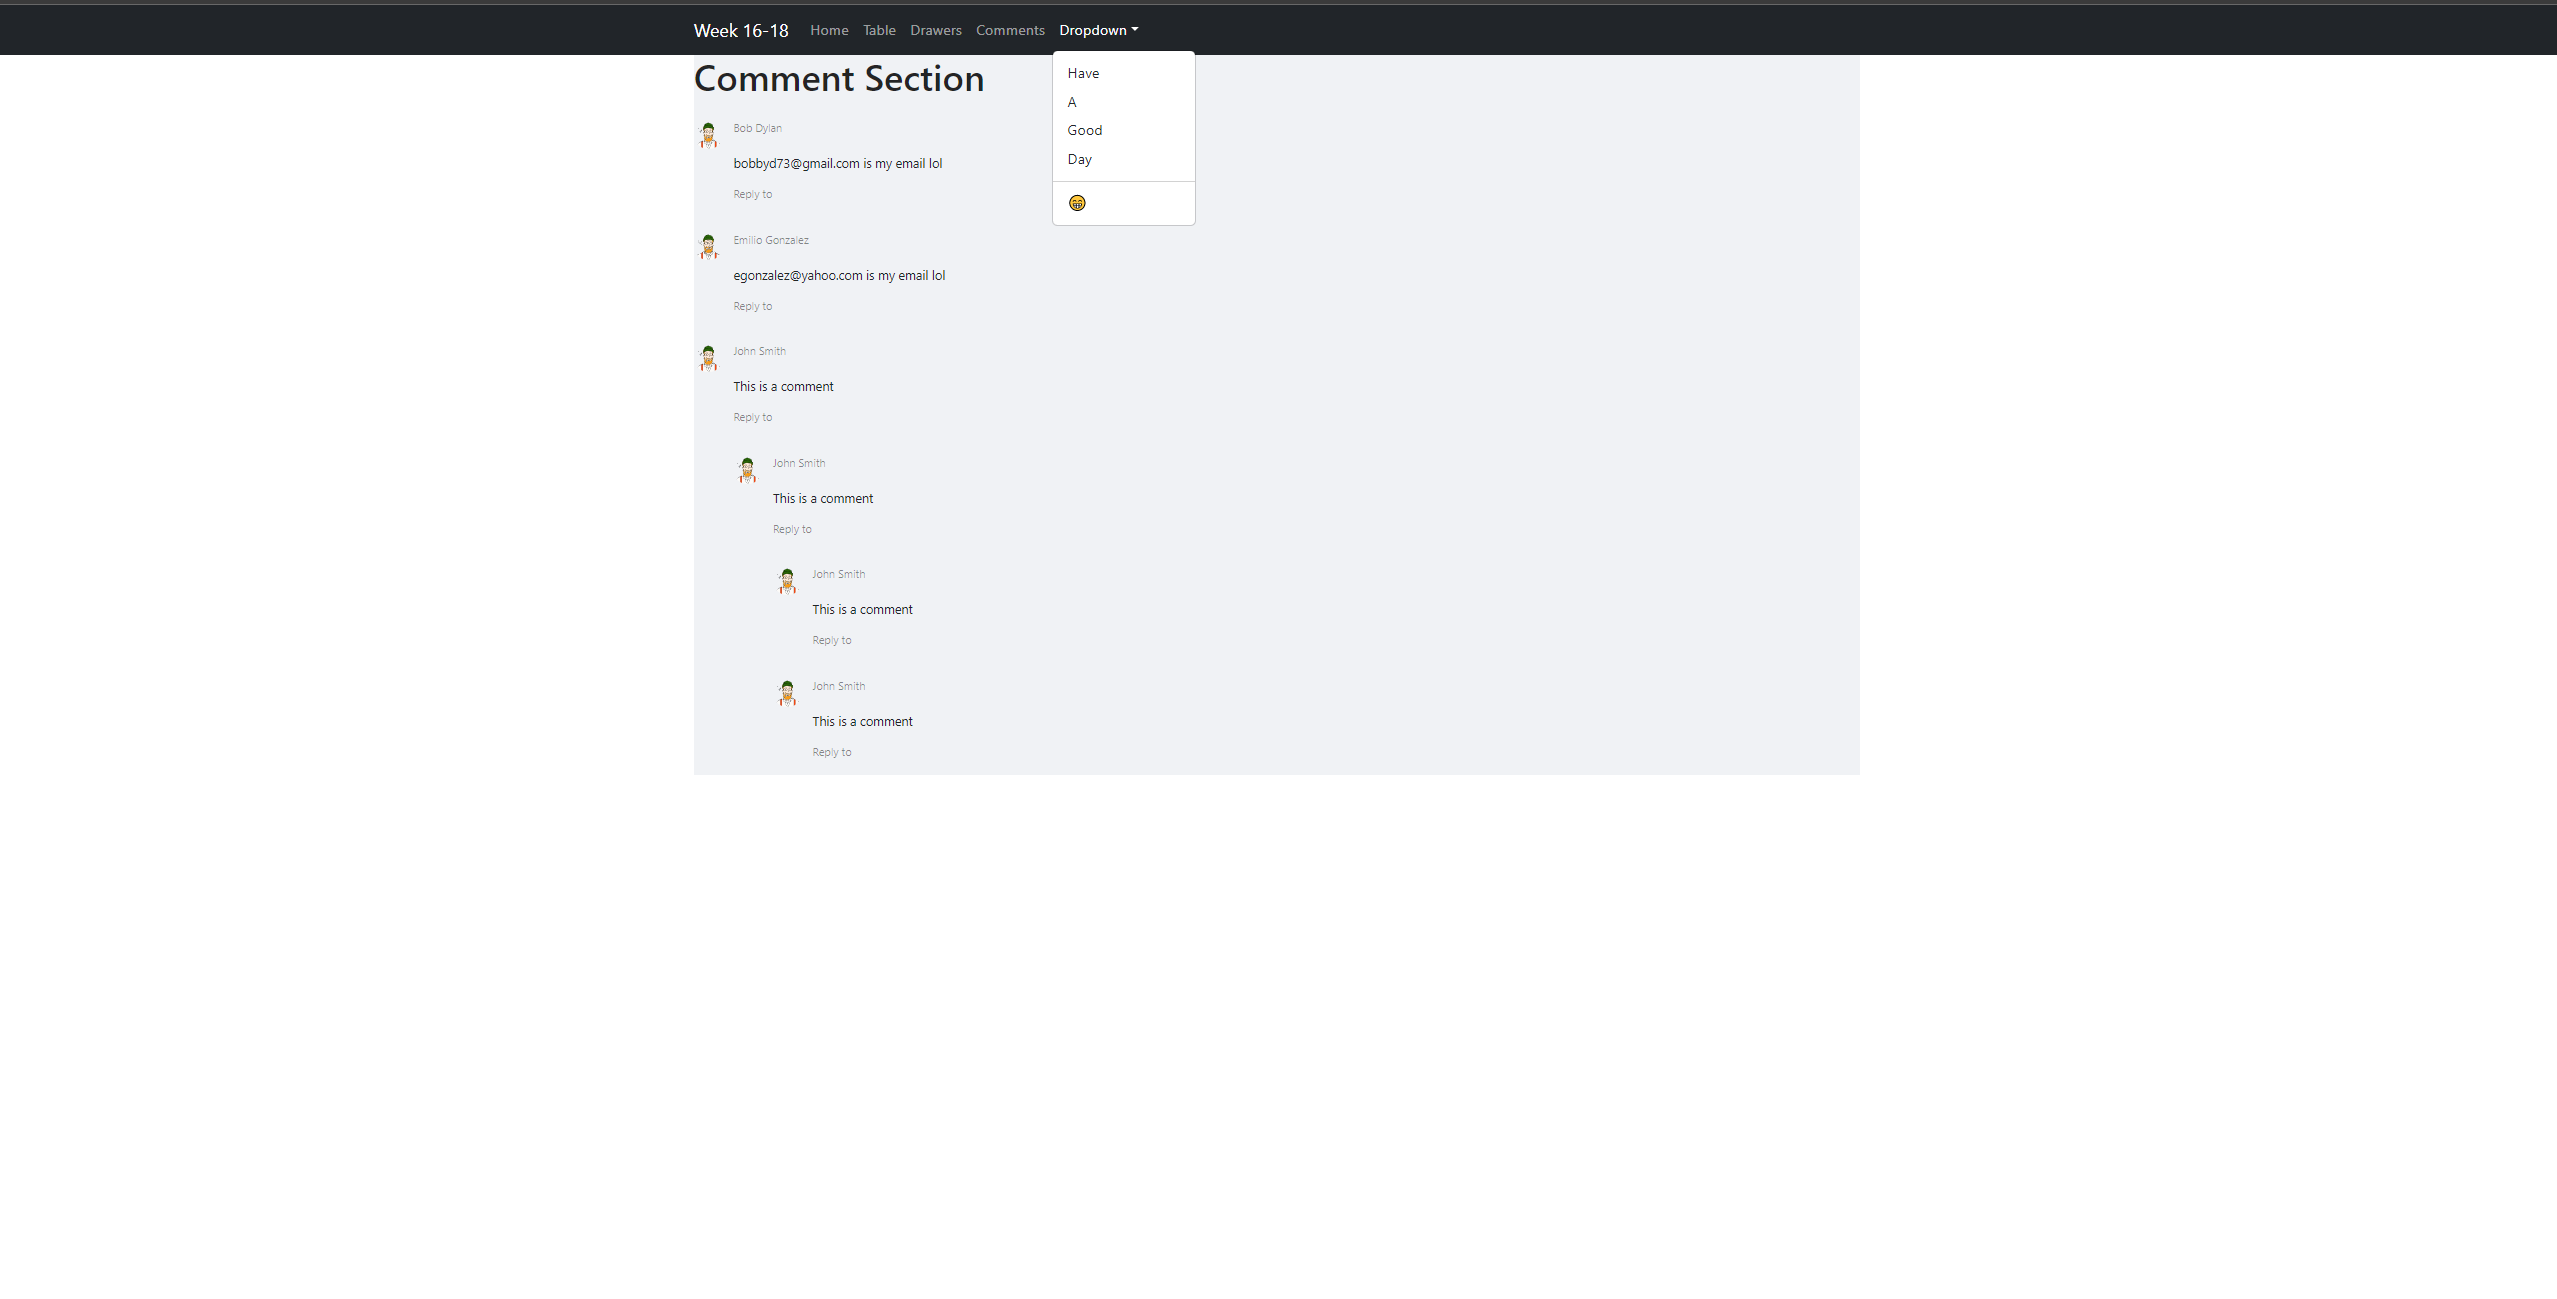 Week 16-18 Home Table Drawers Comments Dropdown
Have
A
Good
Day
😁
Comment Section
Bob Dylan
bobbyd73@gmail.com is my email lol
Reply to
Emilio Gonzalez
egonzalez@yahoo.com is my email lol
Reply to
John Smith
This is a comment
Reply to
John Smith
This is a comment
Reply to
John Smith
This is a comment
Reply to
John Smith
This is a comment
Reply to